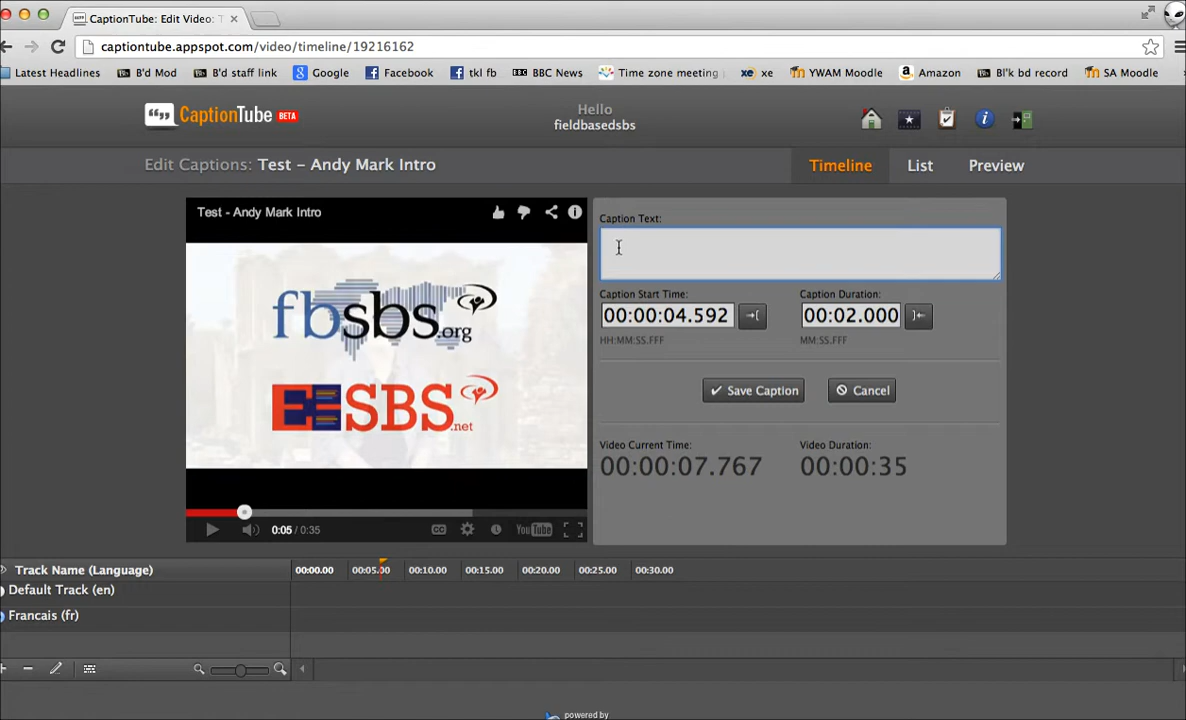 CaptionTube: Edit Video: T
captiontube.appspot.com/video/timeline/19216162
Latest Headlines B'd Mod B'd staff link Google Facebook tkl fb BBC News Time zone meeting xe YWAM Moodle Amazon Bl'k bd record SA Moodle
CaptionTube BETA
Hello
fieldbasedsbs
Edit Captions: Test – Andy Mark Intro
Timeline List Preview
Test - Andy Mark Intro
fbsbs.org
EESBS.net
0:05 / 0:35
CC
YouTube
Caption Text:
Caption Start Time: Caption Duration:
00:00:04.592 00:02.000
HH:MM:SS.FFF MM:SS.FFF
Save Caption Cancel
Video Current Time: Video Duration:
00:00:07.767 00:00:35
Track Name (Language) 00:00.00 00:05.00 00:10.00 00:15.00 00:20.00 00:25.00 00:30.00
Default Track (en)
Francais (fr)
powered by